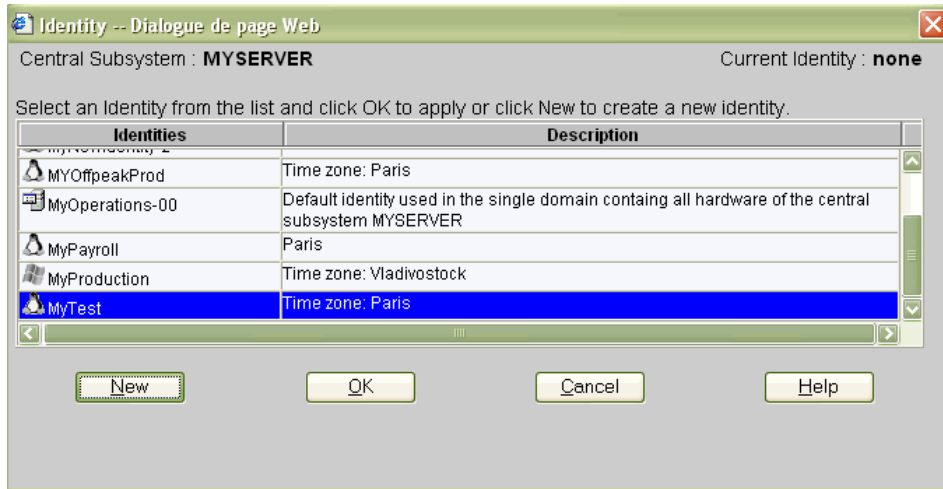 Identity -- Dialogue de page Web
Central Subsystem : MYSERVER Current Identity : none
Select an Identity from the list and click OK to apply or click New to create a new identity.
Identities Description
MYOffpeakProd Time zone: Paris
MyOperations-00 Default identity used in the single domain containg all hardware of the central
subsystem MYSERVER
MyPayroll Paris
MyProduction Time zone: Vladivostock
MyTest Time zone: Paris
New OK Cancel Help